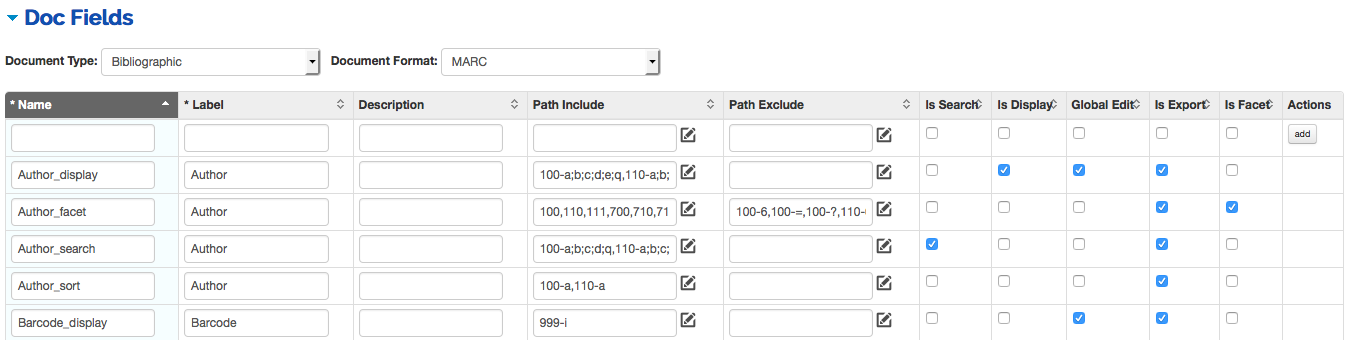 Doc Fields
Document Type: Bibliographic Document Format: MARC
* Name * Label Description Path Include Path Exclude Is Search Is Display Global Edit Is Export Is Facet Actions
add
Author_display Author 100-a;b;c;d;e;q,110-a;b;
Author_facet Author 100,110,111,700,710,71 100-6,100-=,100-?,110-
Author_search Author 100-a;b;c;d;q,110-a;b;c;
Author_sort Author 100-a,110-a
Barcode_display Barcode 999-i